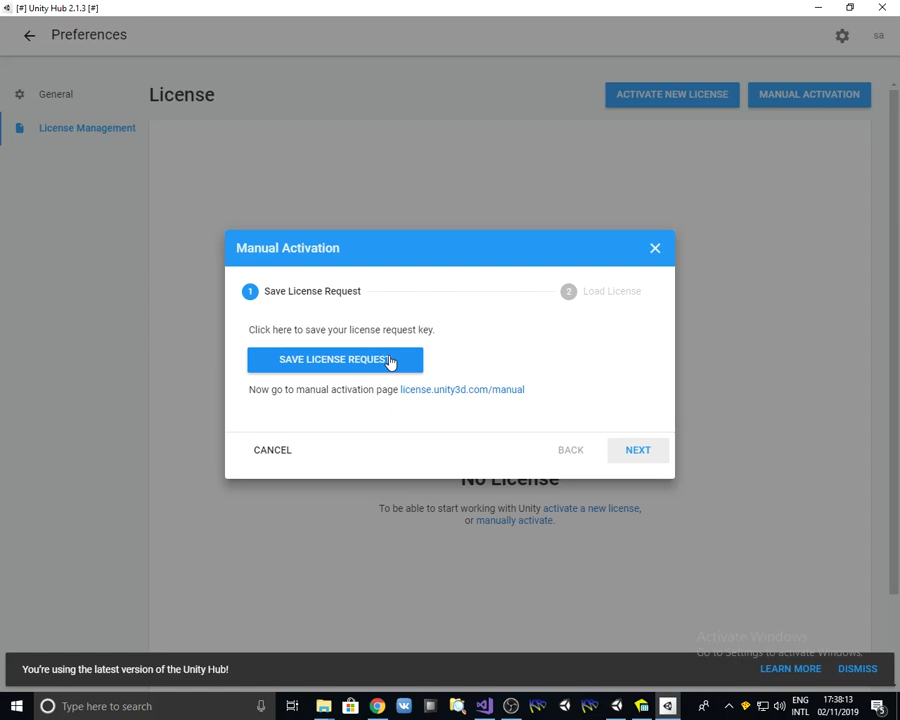 [#] Unity Hub 2.1.3 [#]
Preferences
sa
General
License Management
License
ACTIVATE NEW LICENSE
MANUAL ACTIVATION
Manual Activation
1 Save License Request
2 Load License
Click here to save your license request key.
SAVE LICENSE REQUEST
Now go to manual activation page license.unity3d.com/manual
CANCEL
BACK
NEXT
No License
To be able to start working with Unity activate a new license,
or manually activate.
Activate Windows
Go to Settings to activate Windows.
You're using the latest version of the Unity Hub!
LEARN MORE
DISMISS
Type here to search
ENG
INTL
17:38:13
02/11/2019
5